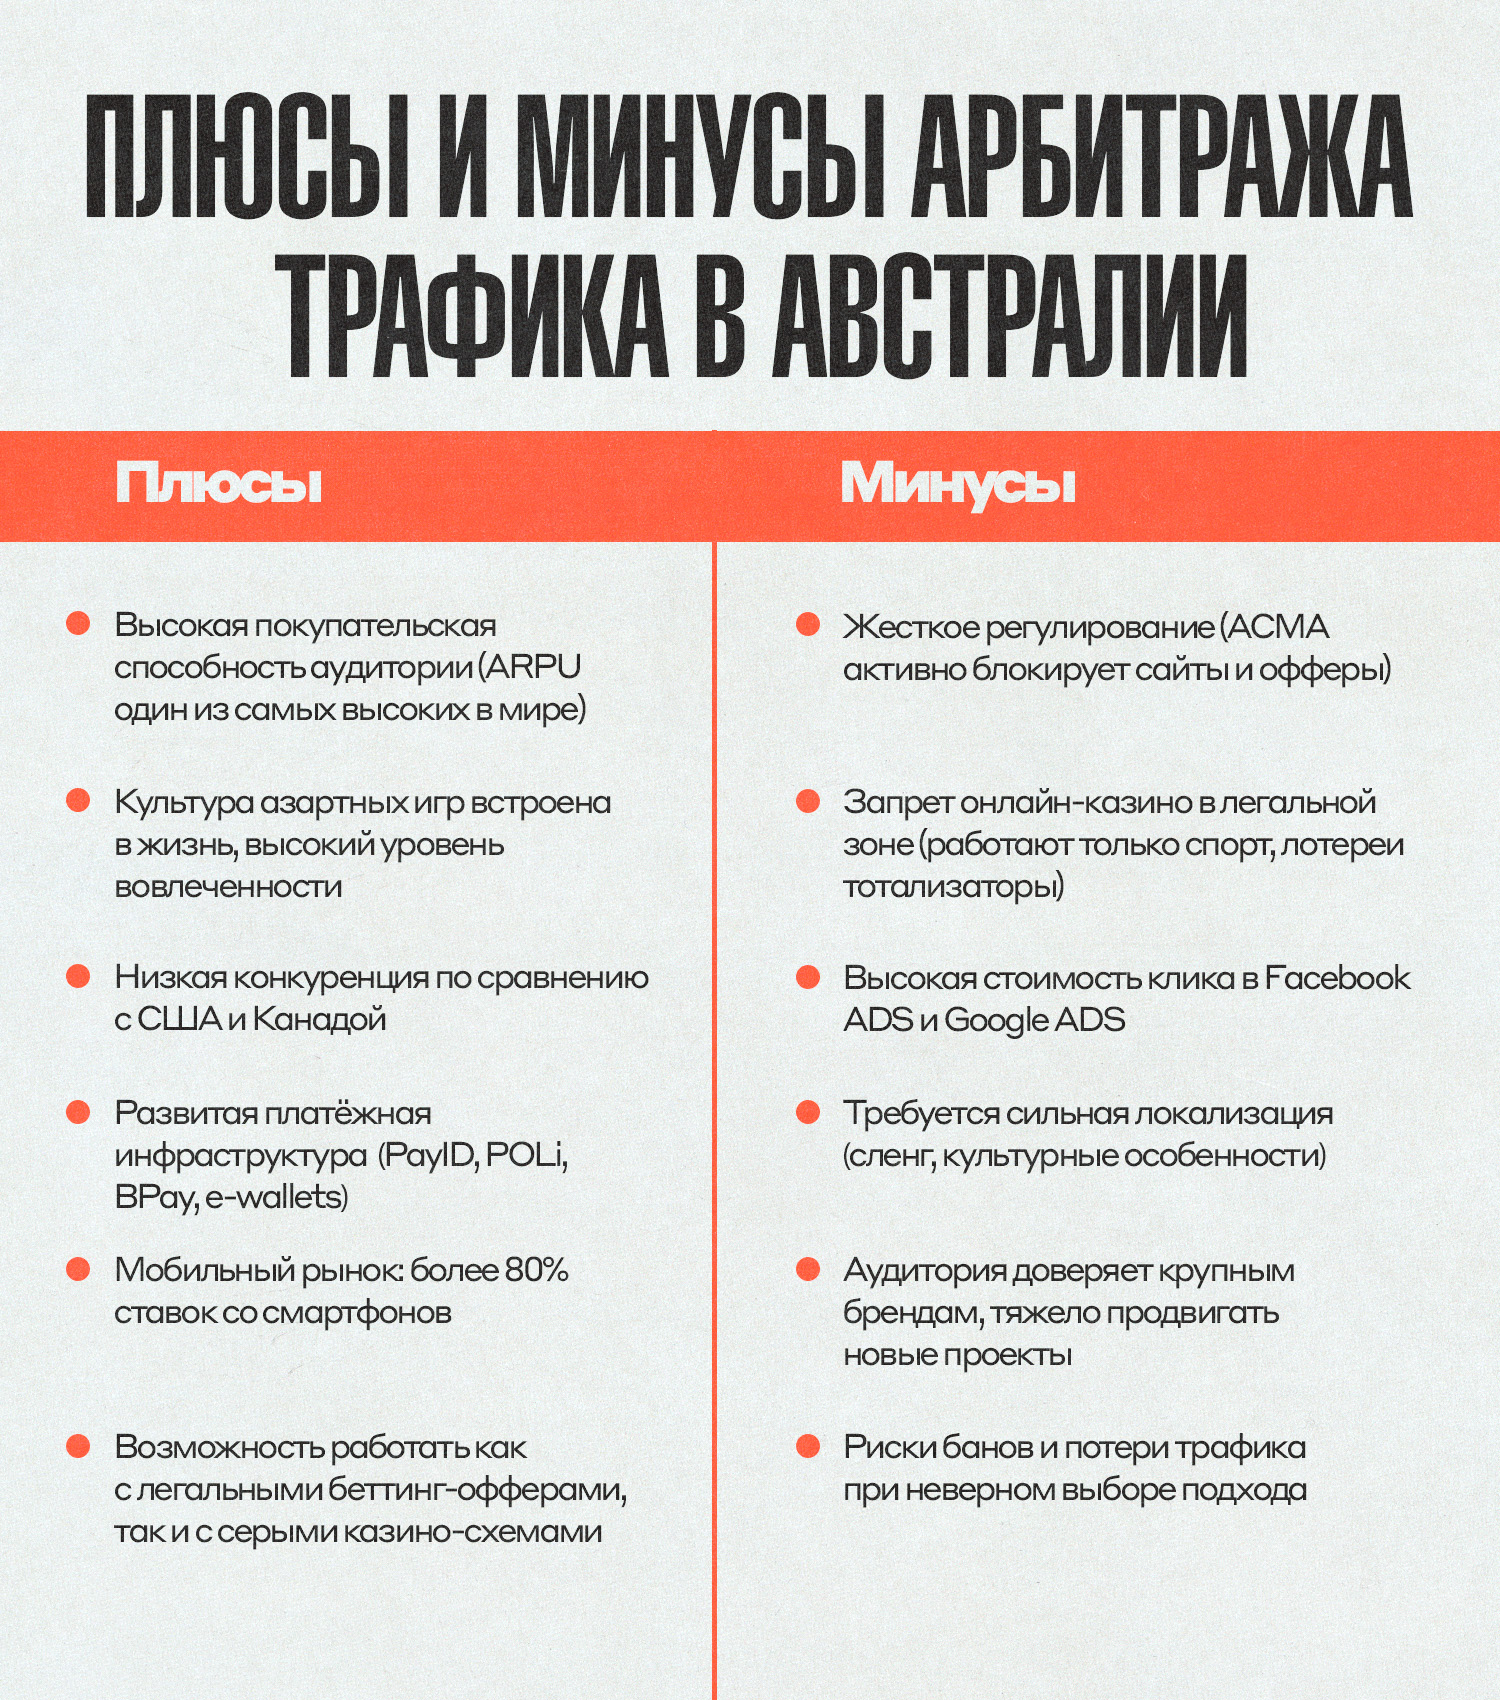 ПЛЮСЫ И МИНУСЫ АРБИТРАЖА
ТРАФИКА В АВСТРАЛИИ
Плюсы
Высокая покупательская
способность аудитории (ARPU
один из самых высоких в мире)
Культура азартных игр встроена
в жизнь, высокий уровень
вовлеченности
Низкая конкуренция по сравнению
с США и Канадой
Развитая платёжная
инфраструктура (PayID, POLi,
BPay, e-wallets)
Мобильный рынок: более 80%
ставок со смартфонов
Возможность работать как
с легальными беттинг-офферами,
так и с серыми казино-схемами
Минусы
Жесткое регулирование (ACMA
активно блокирует сайты и офферы)
Запрет онлайн-казино в легальной
зоне (работают только спорт, лотереи
тотализаторы)
Высокая стоимость клика в Facebook
ADS и Google ADS
Требуется сильная локализация
(сленг, культурные особенности)
Аудитория доверяет крупным
брендам, тяжело продвигать
новые проекты
Риски банов и потери трафика
при неверном выборе подхода